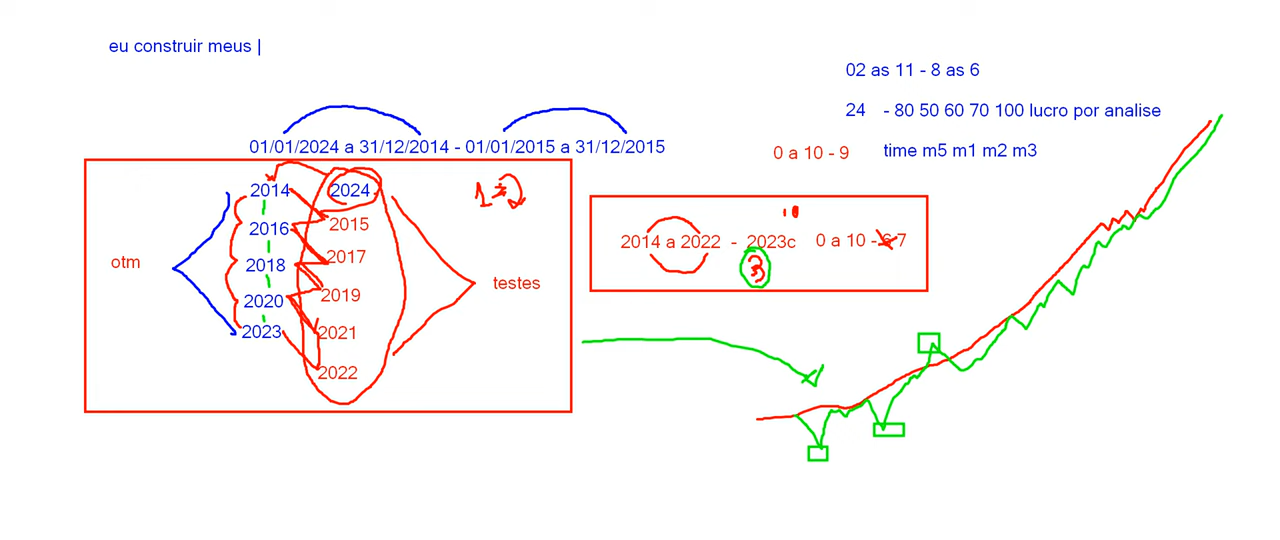 eu construir meus |
02 as 11 - 8 as 6
24 - 80 50 60 70 100 lucro por analise
01/01/2024 a 31/12/2014 - 01/01/2015 a 31/12/2015
0 a 10 - 9
time m5 m1 m2 m3
2014
2024
1
2
2015
2016
2017
otm
2018
testes
2019
2020
2021
2023
2022
2014 a 2022 - 2023c
0 a 10 - 6 7
3